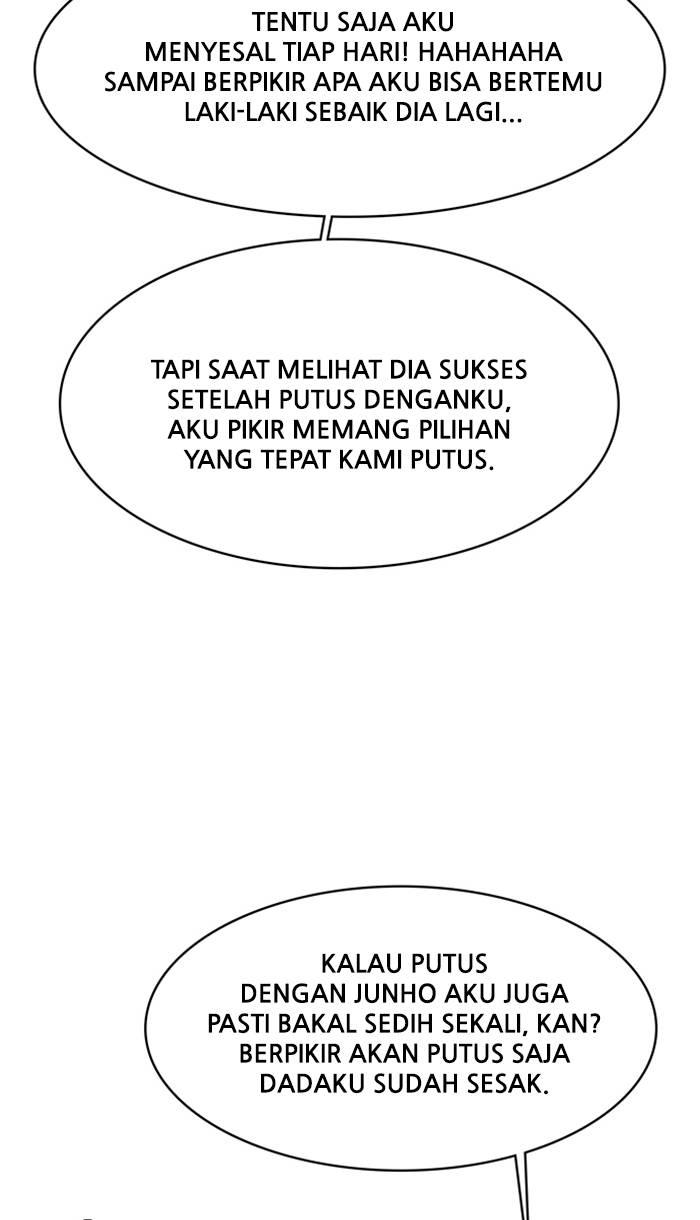 TENTU SAJA AKU
MENYESAL TIAP HARI! HAHAHAHA
SAMPAI BERPIKIR APA AKU BISA BERTEMU
LAKI-LAKI SEBAIK DIA LAGI...
TAPI SAAT MELIHAT DIA SUKSES
SETELAH PUTUS DENGANKU,
AKU PIKIR MEMANG PILIHAN
YANG TEPAT KAMI PUTUS.
KALAU PUTUS
DENGAN JUNHO AKU JUGA
PASTI BAKAL SEDIH SEKALI, KAN?
BERPIKIR AKAN PUTUS SAJA
DADAKU SUDAH SESAK.